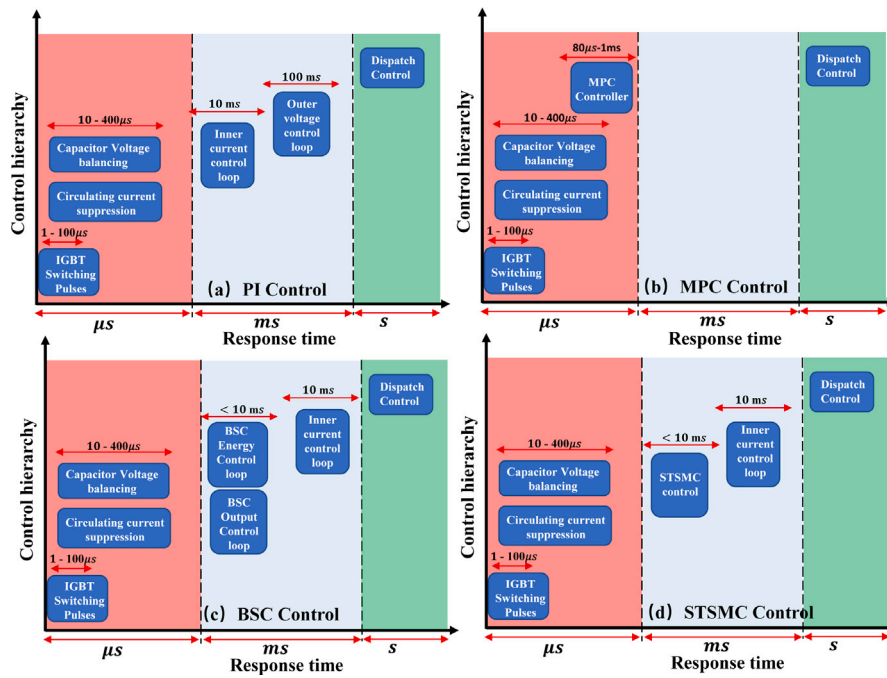 Control hierarchy
10 - 400μs
Capacitor Voltage
balancing
Circulating current
suppression
1 - 100μs
IGBT
Switching
Pulses
10 ms
Inner
current
control
loop
100 ms
Outer
voltage
control
loop
Dispatch
Control
(a) PI Control
μs
ms
s
Response time
Control hierarchy
80μs-1ms
MPC
Controller
10 - 400μs
Capacitor Voltage
balancing
Circulating current
suppression
1 - 100μs
IGBT
Switching
Pulses
Dispatch
Control
(b) MPC Control
μs
ms
s
Response time
Control hierarchy
10 - 400μs
Capacitor Voltage
balancing
Circulating current
suppression
1 - 100μs
IGBT
Switching
Pulses
< 10 ms
BSC
Energy
Control
loop
BSC
Output
Control
loop
10 ms
Inner
current
control
loop
Dispatch
Control
(c) BSC Control
μs
ms
s
Response time
Control hierarchy
10 - 400μs
Capacitor Voltage
balancing
Circulating current
suppression
1 - 100μs
IGBT
Switching
Pulses
< 10 ms
STSMC
control
10 ms
Inner
current
control
loop
Dispatch
Control
(d) STSMC Control
μs
ms
s
Response time